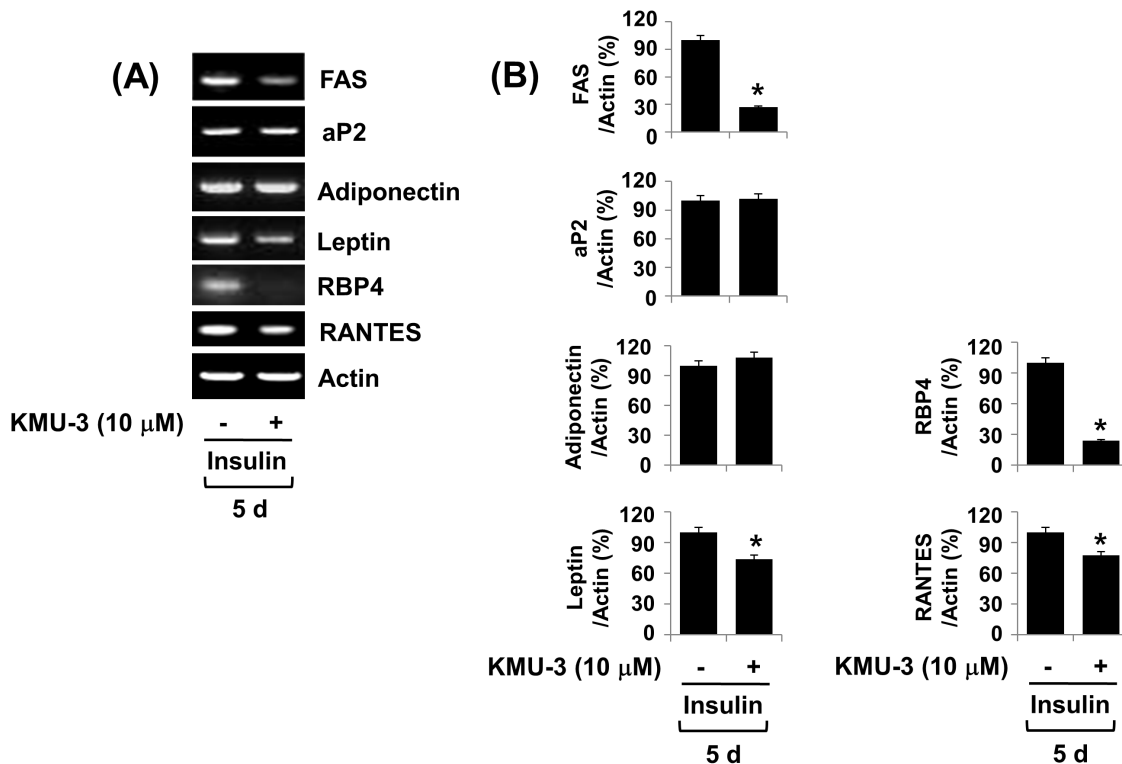 (A)
FAS
aP2
Adiponectin
Leptin
RBP4
RANTES
Actin
KMU-3 (10 μM) - +
Insulin
5 d
(B)
FAS
/Actin (%)
120
90
60
30
0
*
aP2
/Actin (%)
120
90
60
30
0
Adiponectin
/Actin (%)
120
90
60
30
0
Leptin
/Actin (%)
120
90
60
30
0
*
KMU-3 (10 μM) - +
Insulin
5 d
RBP4
/Actin (%)
120
90
60
30
0
*
RANTES
/Actin (%)
120
90
60
30
0
*
KMU-3 (10 μM) - +
Insulin
5 d